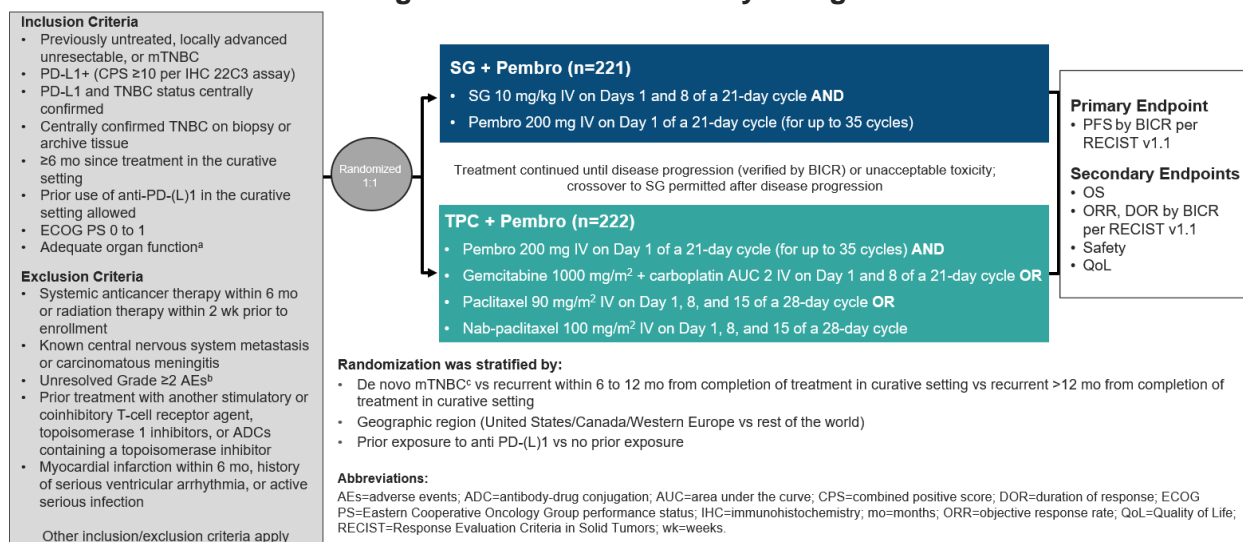 Inclusion Criteria
• Previously untreated, locally advanced
unresectable, or mTNBC
• PD-L1+ (CPS ≥10 per IHC 22C3 assay)
• PD-L1 and TNBC status centrally
confirmed
• Centrally confirmed TNBC on biopsy or
archive tissue
• ≥6 mo since treatment in the curative
setting
• Prior use of anti-PD-(L)1 in the curative
setting allowed
• ECOG PS 0 to 1
• Adequate organ functionᵃ
Exclusion Criteria
• Systemic anticancer therapy within 6 mo
or radiation therapy within 2 wk prior to
enrollment
• Known central nervous system metastasis
or carcinomatous meningitis
• Unresolved Grade ≥2 AEsᵇ
• Prior treatment with another stimulatory or
coinhibitory T-cell receptor agent,
topoisomerase 1 inhibitors, or ADCs
containing a topoisomerase inhibitor
• Myocardial infarction within 6 mo, history
of serious ventricular arrhythmia, or active
serious infection
Other inclusion/exclusion criteria apply
Randomized
1:1
SG + Pembro (n=221)
• SG 10 mg/kg IV on Days 1 and 8 of a 21-day cycle AND
• Pembro 200 mg IV on Day 1 of a 21-day cycle (for up to 35 cycles)
Treatment continued until disease progression (verified by BICR) or unacceptable toxicity;
crossover to SG permitted after disease progression
TPC + Pembro (n=222)
• Pembro 200 mg IV on Day 1 of a 21-day cycle (for up to 35 cycles) AND
• Gemcitabine 1000 mg/m² + carboplatin AUC 2 IV on Day 1 and 8 of a 21-day cycle OR
• Paclitaxel 90 mg/m² IV on Day 1, 8, and 15 of a 28-day cycle OR
• Nab-paclitaxel 100 mg/m² IV on Day 1, 8, and 15 of a 28-day cycle
Primary Endpoint
• PFS by BICR per
RECIST v1.1
Secondary Endpoints
• OS
• ORR, DOR by BICR
per RECIST v1.1
• Safety
• QoL
Randomization was stratified by:
• De novo mTNBCᶜ vs recurrent within 6 to 12 mo from completion of treatment in curative setting vs recurrent >12 mo from completion of
treatment in curative setting
• Geographic region (United States/Canada/Western Europe vs rest of the world)
• Prior exposure to anti PD-(L)1 vs no prior exposure
Abbreviations:
AEs=adverse events; ADC=antibody-drug conjugation; AUC=area under the curve; CPS=combined positive score; DOR=duration of response; ECOG
PS=Eastern Cooperative Oncology Group performance status; IHC=immunohistochemistry; mo=months; ORR=objective response rate; QoL=Quality of Life;
RECIST=Response Evaluation Criteria in Solid Tumors; wk=weeks.